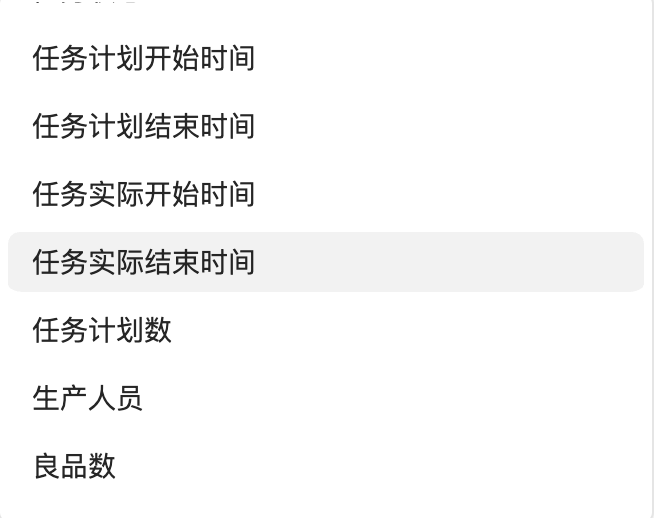 任务计划开始时间
任务计划结束时间
任务实际开始时间
任务实际结束时间
任务计划数
生产人员
良品数